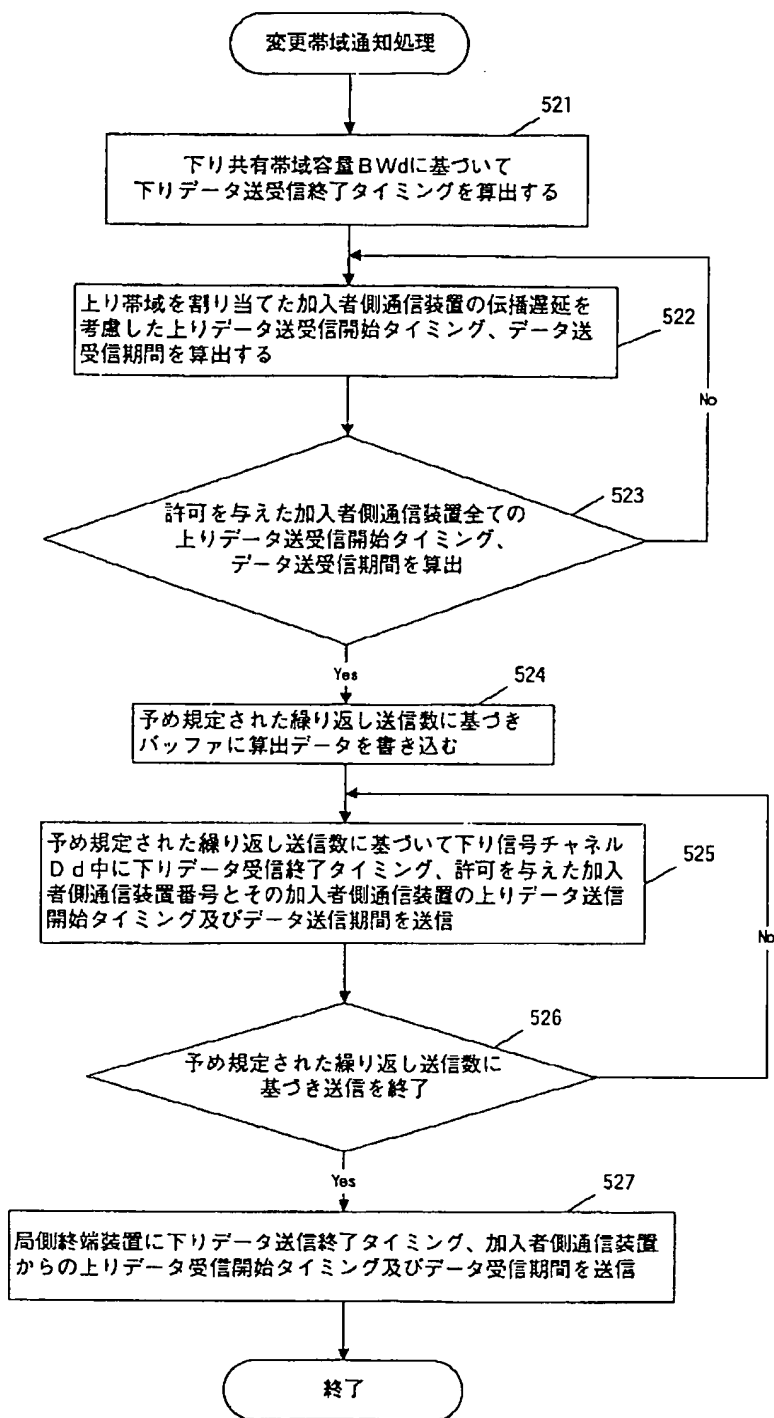 変更帯域通知処理
521
下り共有帯域容量BWdに基づいて
下りデータ送受信終了タイミングを算出する
上り帯域を割り当てた加入者側通信装置の伝播遅延を
考慮した上りデータ送受信開始タイミング、データ送
受信期間を算出する
522
No
523
許可を与えた加入者側通信装置全ての
上りデータ送受信開始タイミング、
データ送受信期間を算出
Yes
524
予め規定された繰り返し送信数に基づき
バッファに算出データを書き込む
予め規定された繰り返し送信数に基づいて下り信号チャネル
Dd中に下りデータ受信終了タイミング、許可を与えた加入
者側通信装置番号とその加入者側通信装置の上りデータ送信
開始タイミング及びデータ送信期間を送信
525
No
526
予め規定された繰り返し送信数に
基づき送信を終了
Yes
527
局側終端装置に下りデータ送信終了タイミング、加入者側通信装置
からの上りデータ受信開始タイミング及びデータ受信期間を送信
終了